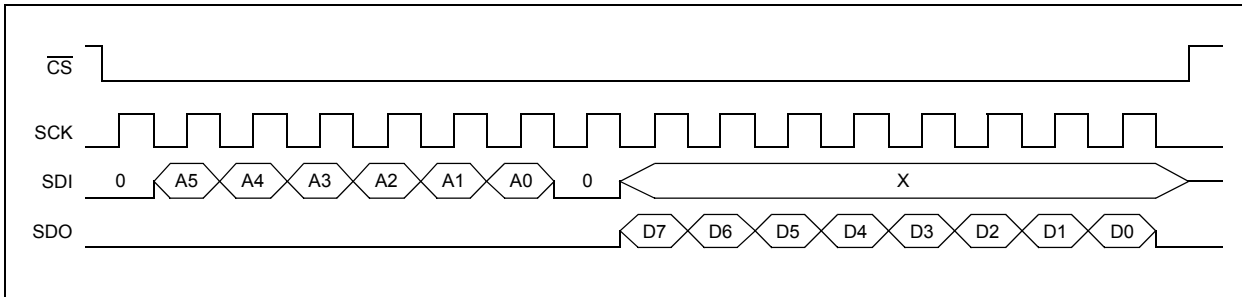 CS
SCK
SDI 0 A5 A4 A3 A2 A1 A0 0 X
SDO D7 D6 D5 D4 D3 D2 D1 D0